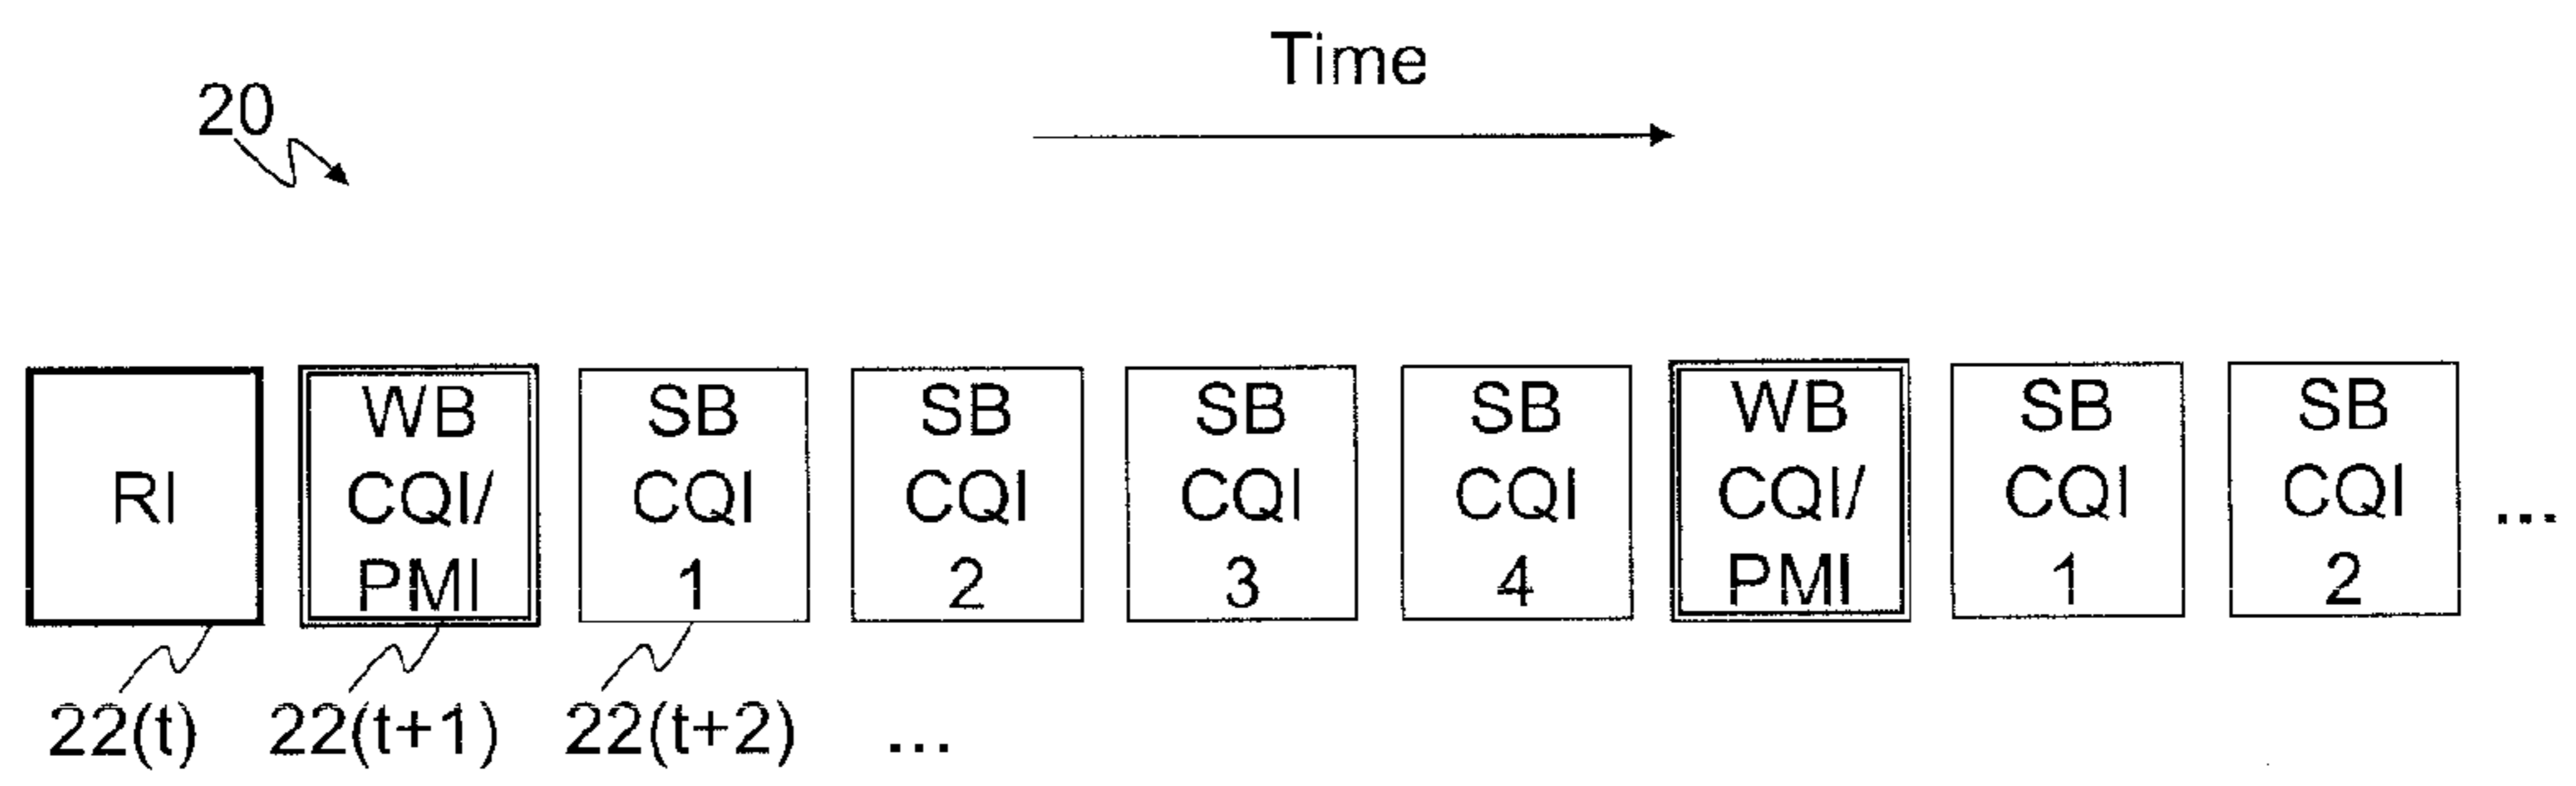 Time
20
RI
WB
CQI/
PMI
SB
CQI
1
SB
CQI
2
SB
CQI
3
SB
CQI
4
WB
CQI/
PMI
SB
CQI
1
SB
CQI
2
...
22(t)
22(t+1)
22(t+2)
...